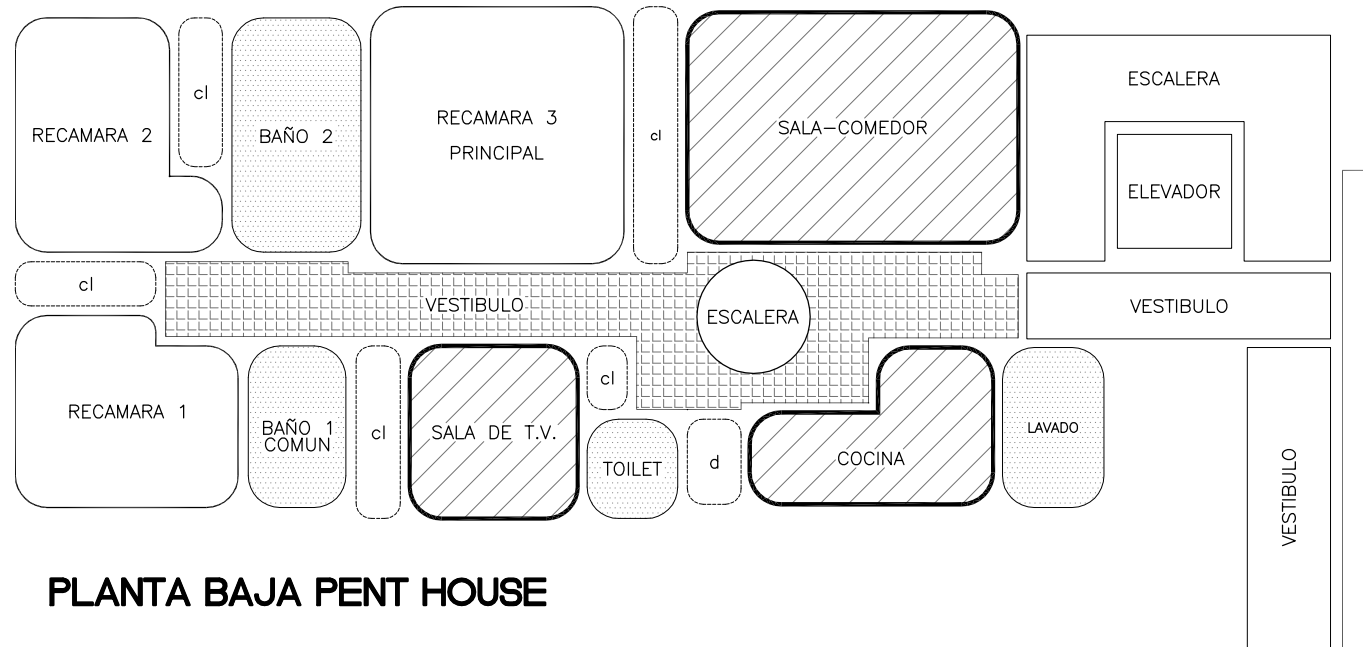 RECAMARA 2
cl
BAÑO 2
RECAMARA 3
PRINCIPAL
cl
SALA-COMEDOR
ESCALERA
ELEVADOR
cl
VESTIBULO
ESCALERA
VESTIBULO
RECAMARA 1
BAÑO 1
COMUN
cl
SALA DE T.V.
cl
TOILET
d
COCINA
LAVADO
VESTIBULO
PLANTA BAJA PENT HOUSE